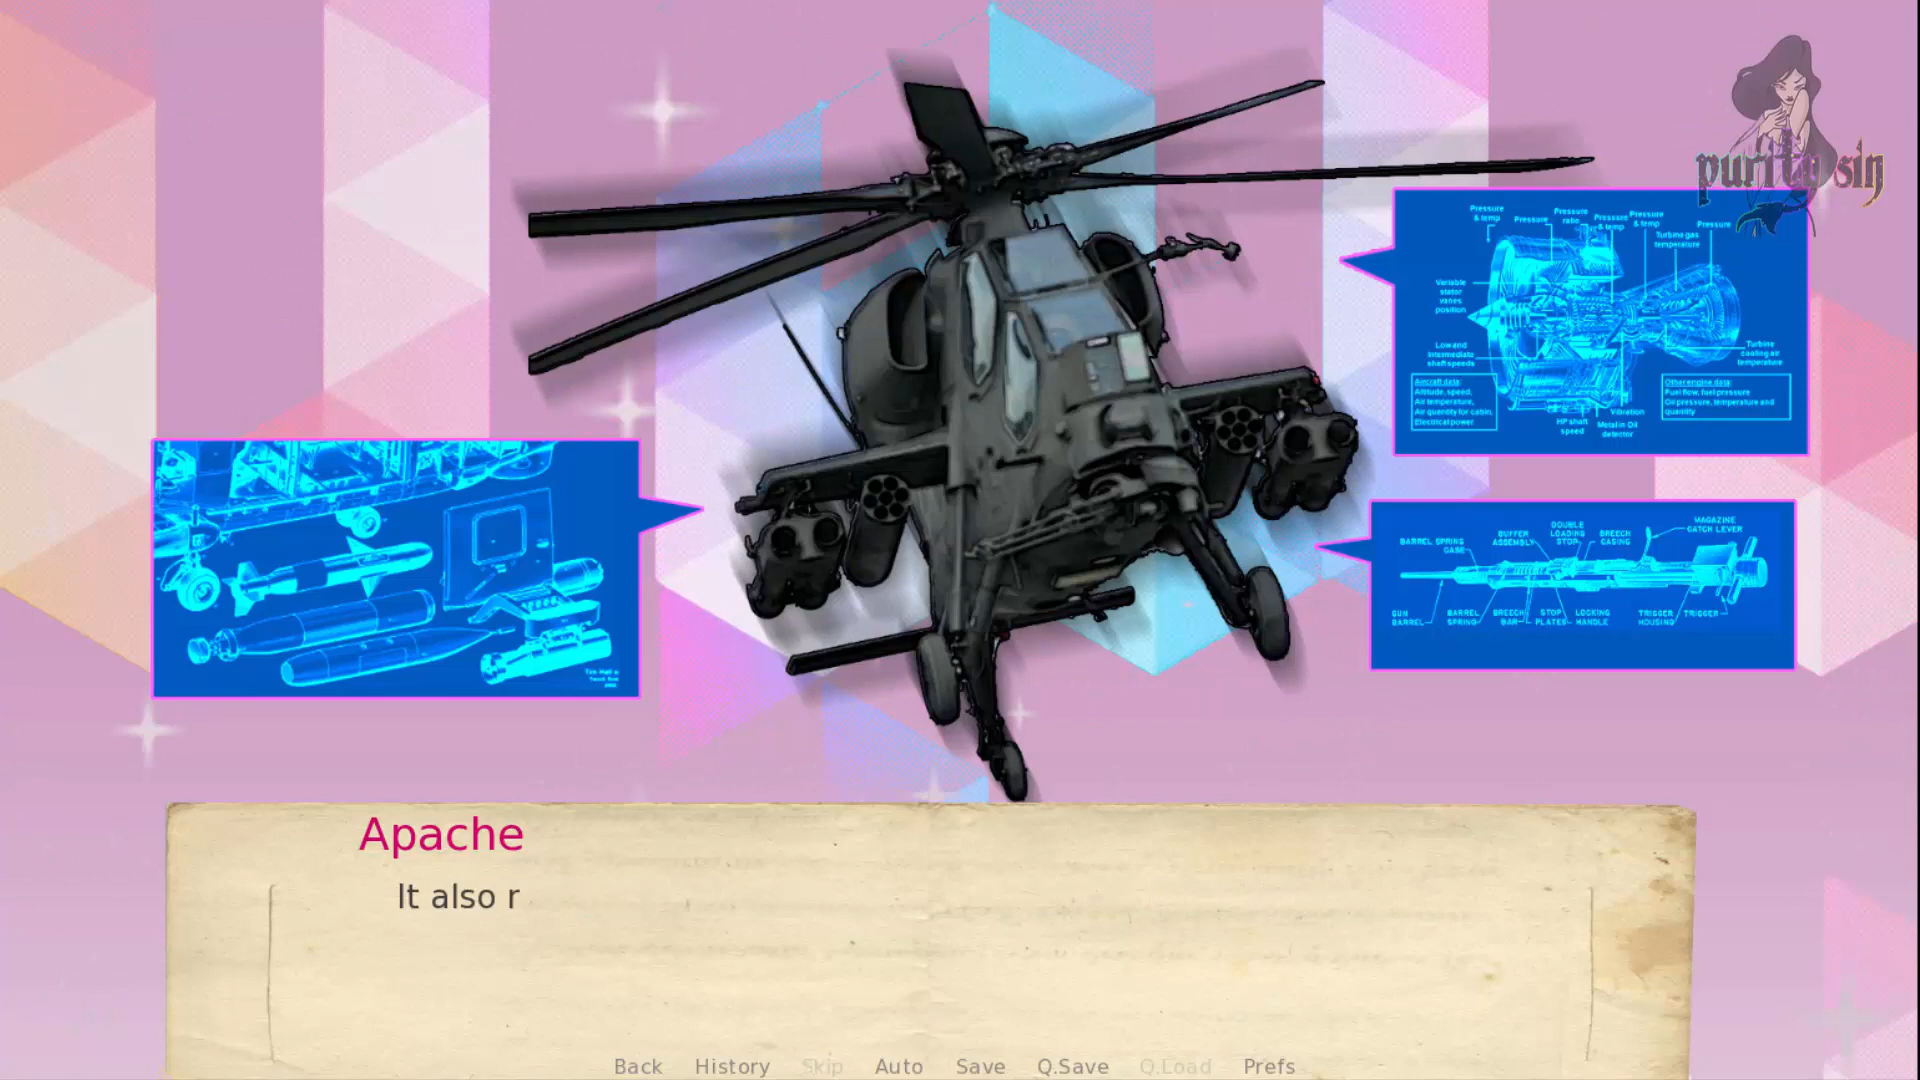 purity sin
Pressure
& temp
Pressure
Pressure
ratio
Presssure
& temp
Pressure
& temp
Pressure
Turbine gas
temperature
Variable
stator
vanes
position
Low and
Intermediate
shaft speeds
Turbine
cooling air
temperature
Aircraft data:
Altitude, speed,
Air temperature,
Air quantity for cabin,
Electrical power
Other engine data:
Fuel flow, fuel pressure
Oil pressure, temperature and
quantity
Vibration
HP shaft
speed
Metal in Oil
detector
BARREL SPRING
CASE
BUFFER
ASSEMBLY
DOUBLE
LOADING
STOP
BREECH
CASING
MAGAZINE
CATCH LEVER
GUN
BARREL
BARREL
SPRING
BREECH
BAR
STOP
PLATES
LOCKING
HANDLE
TRIGGER
HOUSING
TRIGGER
Apache
It also r
Back History Skip Auto Save Q.Save Q.Load Prefs